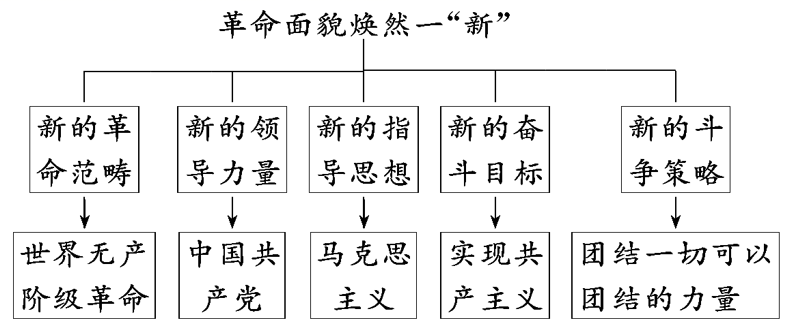 革命面貌焕然一“新”
新的革
命范畴
新的领
导力量
新的指
导思想
新的奋
斗目标
新的斗
争策略
世界无产
阶级革命
中国共
产党
马克思
主义
实现共
产主义
团结一切可以
团结的力量